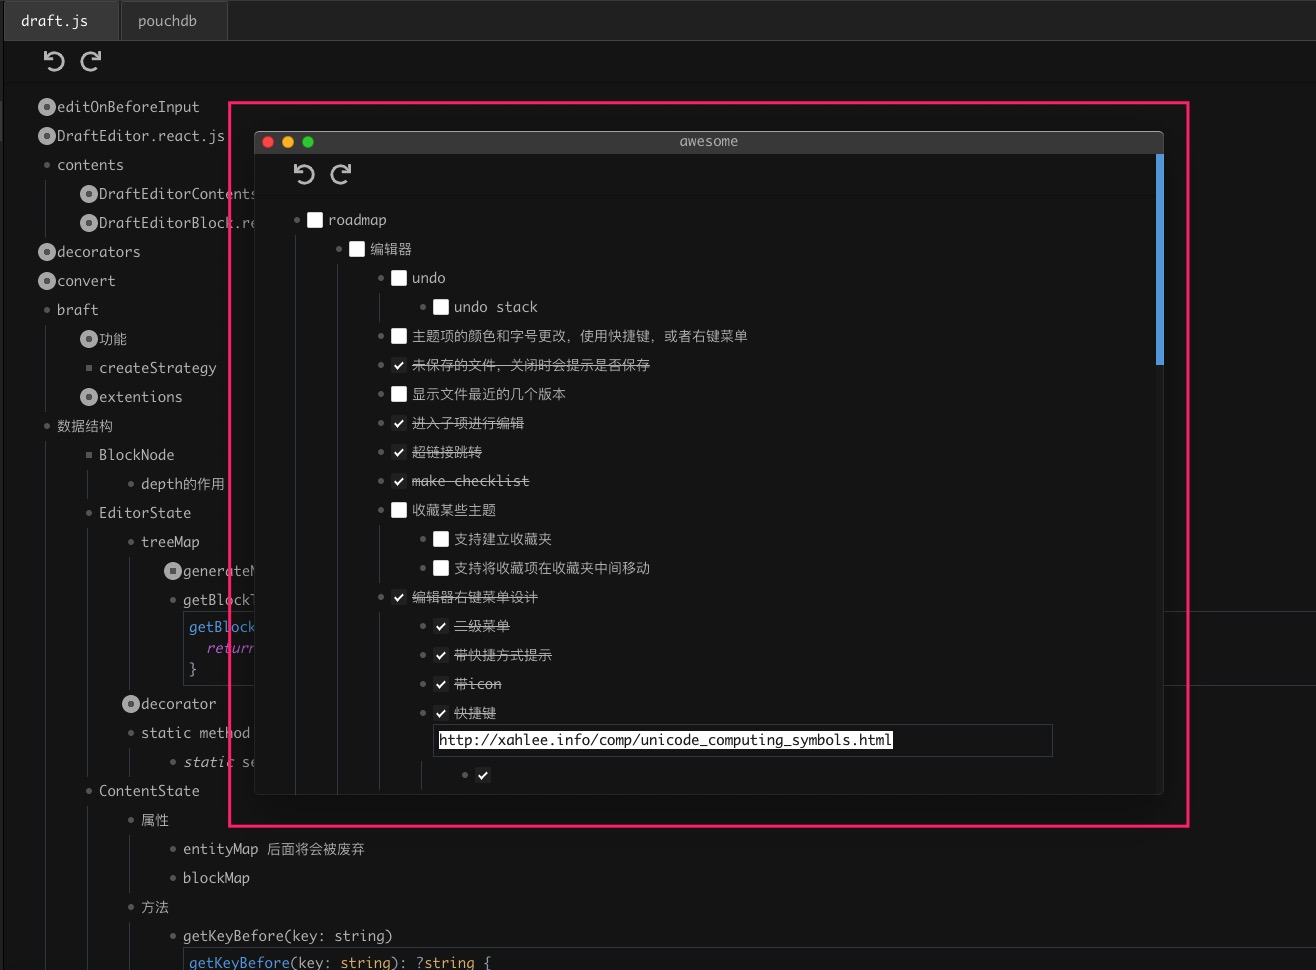 draft.js
pouchdb
editOnBeforeInput
DraftEditor.react.js
contents
DraftEditorContents
DraftEditorBlock.re
decorators
convert
braft
功能
createStrategy
extentions
数据结构
BlockNode
depth的作用
EditorState
treeMap
generate
getBlock
getBlock
return
}
decorator
static method
static se
ContentState
属性
entityMap 后面将会被废弃
blockMap
方法
getKeyBefore(key: string)
getKeyBefore(key: string): ?string {
awesome
roadmap
编辑器
undo
undo stack
主题项的颜色和字号更改，使用快捷键，或者右键菜单
未保存的文件，关闭时会提示是否保存
显示文件最近的几个版本
进入子项进行编辑
超链接跳转
make checklist
收藏某些主题
支持建立收藏夹
支持将收藏项在收藏夹中间移动
编辑器右键菜单设计
二级菜单
带快捷方式提示
带icon
快捷键
http://xahlee.info/comp/unicode_computing_symbols.html